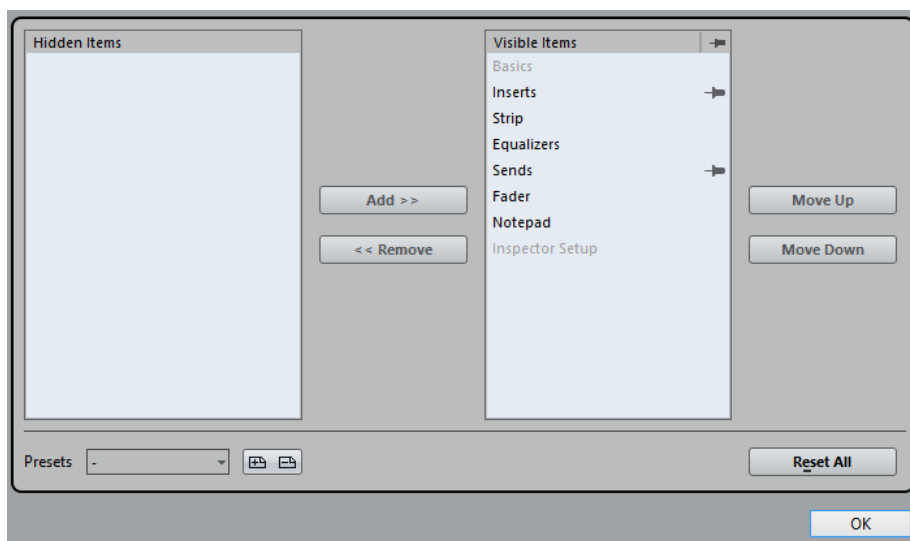 Hidden Items
Visible Items
Basics
Inserts
Strip
Equalizers
Sends
Fader
Notepad
Inspector Setup
Add >>
<< Remove
Move Up
Move Down
Presets
-
Reset All
OK